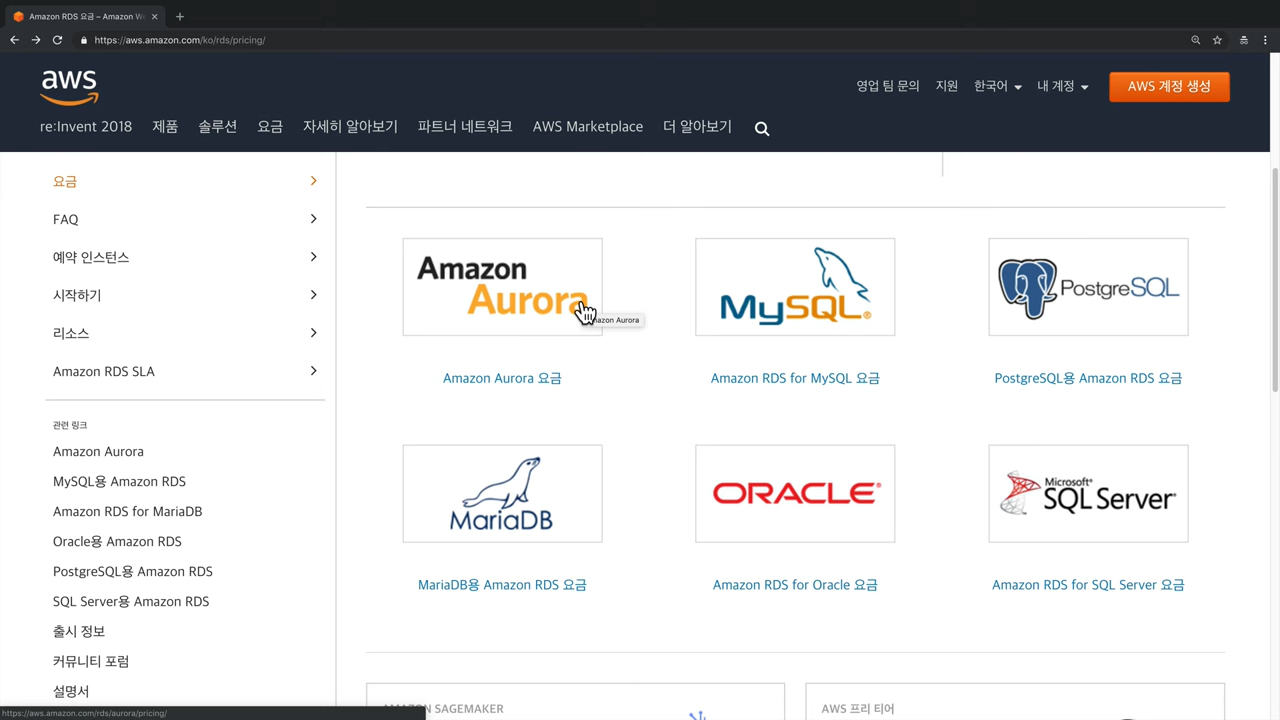 Amazon RDS 요금 – Amazon W
https://aws.amazon.com/ko/rds/pricing/
aws
영업 팀 문의
지원
한국어
내 계정
AWS 계정 생성
re:Invent 2018
제품
솔루션
요금
자세히 알아보기
파트너 네트워크
AWS Marketplace
더 알아보기
요금
FAQ
예약 인스턴스
시작하기
리소스
Amazon RDS SLA
관련 링크
Amazon Aurora
MySQL용 Amazon RDS
Amazon RDS for MariaDB
Oracle용 Amazon RDS
PostgreSQL용 Amazon RDS
SQL Server용 Amazon RDS
출시 정보
커뮤니티 포럼
설명서
Amazon
Aurora
Amazon Aurora
MySQL®
PostgreSQL
Amazon Aurora 요금
Amazon RDS for MySQL 요금
PostgreSQL용 Amazon RDS 요금
MariaDB
ORACLE®
Microsoft®
SQL Server®
MariaDB용 Amazon RDS 요금
Amazon RDS for Oracle 요금
Amazon RDS for SQL Server 요금
AMAZON SAGEMAKER
AWS 프리 티어
https://aws.amazon.com/rds/aurora/pricing/